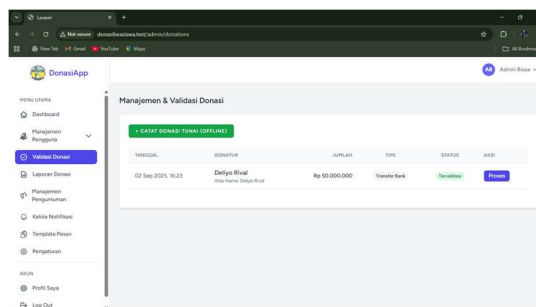 Laravel
Not secure
donasibeasiswa.test/admin/donations
New Tab
Gmail
YouTube
Maps
All Bookma
DonasiApp
AB
Admin Biasa
MENU UTAMA
Dashboard
Manajemen
Pengguna
Validasi Donasi
Laporan Donasi
Manajemen
Pengumuman
Kelola Notifikasi
Template Pesan
Pengaturan
AKUN
Profil Saya
Log Out
Manajemen & Validasi Donasi
+ CATAT DONASI TUNAI (OFFLINE)
TANGGAL DONATUR JUMLAH TIPE STATUS AKSI
02 Sep 2025, 16:23 Deliyo Rival Rp 50.000.000 Transfer Bank Tervalidasi Proses
Atas Nama: Deliyo Rival